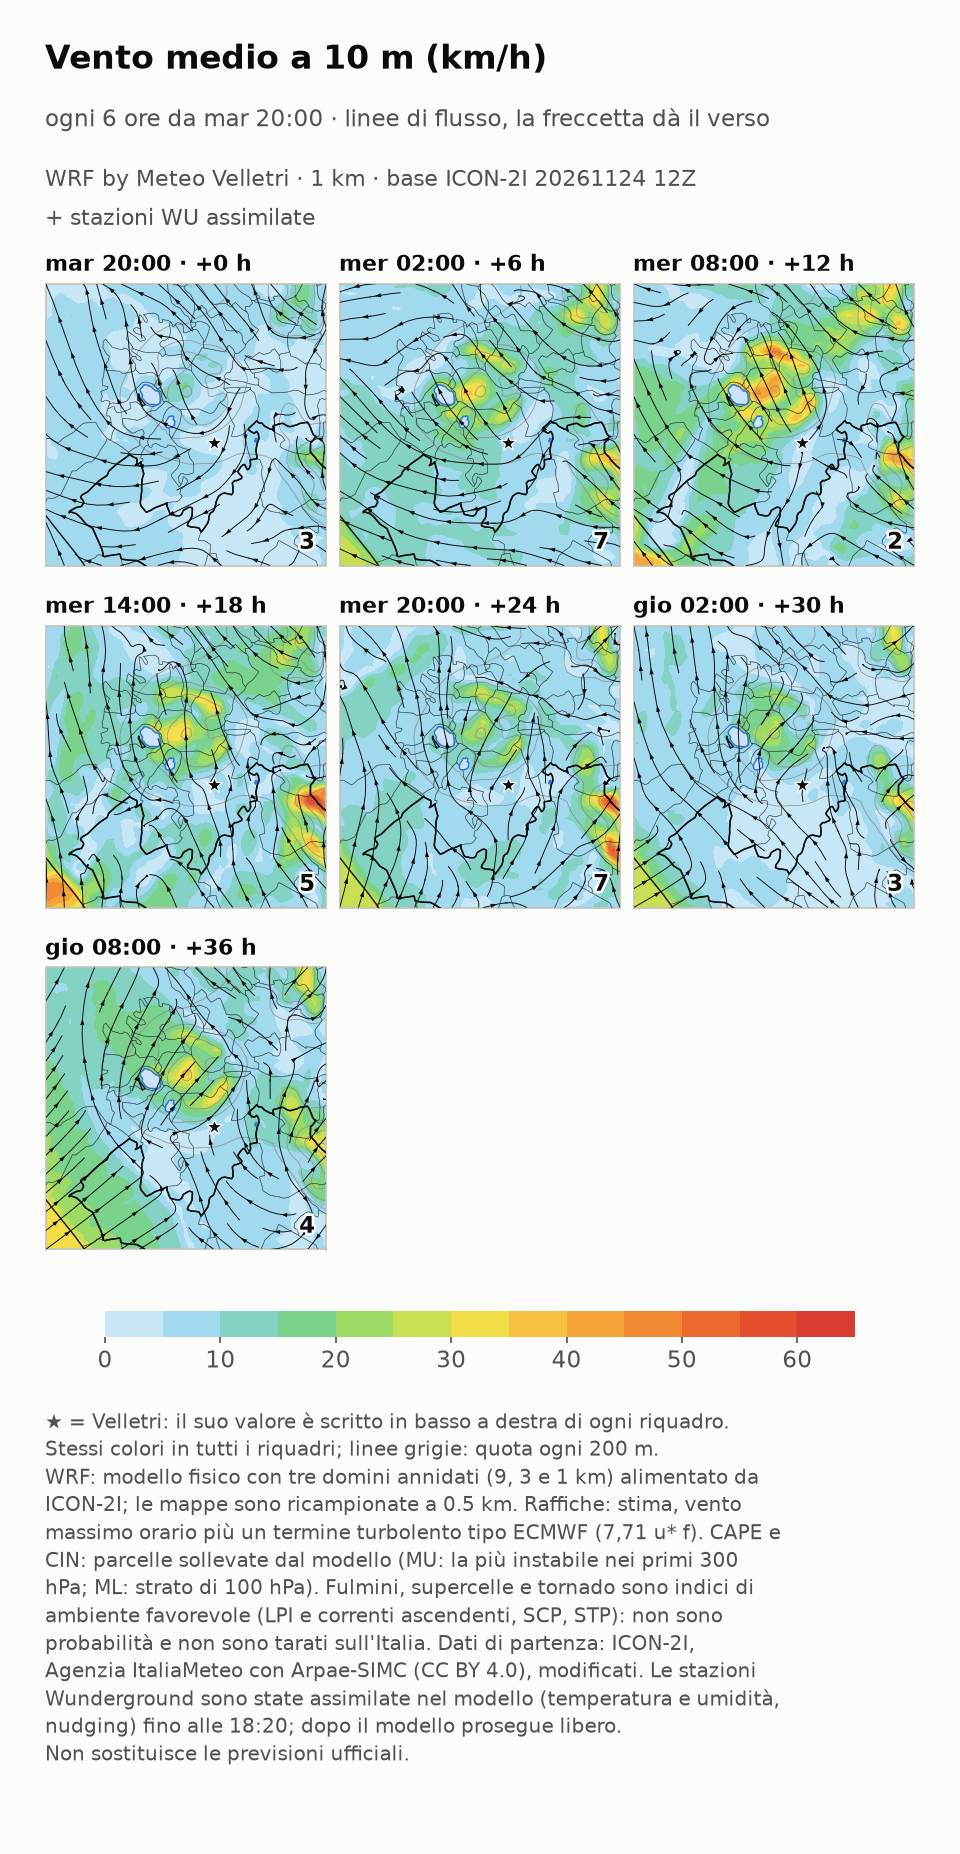 Vento medio a 10 m (km/h)
ogni 6 ore da mar 20:00 · linee di flusso, la freccetta dà il verso
WRF by Meteo Velletri · 1 km · base ICON-2I 20261124 12Z
+ stazioni WU assimilate
mar 20:00 · +0 h
mer 02:00 · +6 h
mer 08:00 · +12 h
3
7
2
mer 14:00 · +18 h
mer 20:00 · +24 h
gio 02:00 · +30 h
5
7
3
gio 08:00 · +36 h
4
0 10 20 30 40 50 60
★ = Velletri: il suo valore è scritto in basso a destra di ogni riquadro.
Stessi colori in tutti i riquadri; linee grigie: quota ogni 200 m.
WRF: modello fisico con tre domini annidati (9, 3 e 1 km) alimentato da
ICON-2I; le mappe sono ricampionate a 0.5 km. Raffiche: stima, vento
massimo orario più un termine turbolento tipo ECMWF (7,71 u* f). CAPE e
CIN: parcelle sollevate dal modello (MU: la più instabile nei primi 300
hPa; ML: strato di 100 hPa). Fulmini, supercelle e tornado sono indici di
ambiente favorevole (LPI e correnti ascendenti, SCP, STP): non sono
probabilità e non sono tarati sull'Italia. Dati di partenza: ICON-2I,
Agenzia ItaliaMeteo con Arpae-SIMC (CC BY 4.0), modificati. Le stazioni
Wunderground sono state assimilate nel modello (temperatura e umidità,
nudging) fino alle 18:20; dopo il modello prosegue libero.
Non sostituisce le previsioni ufficiali.